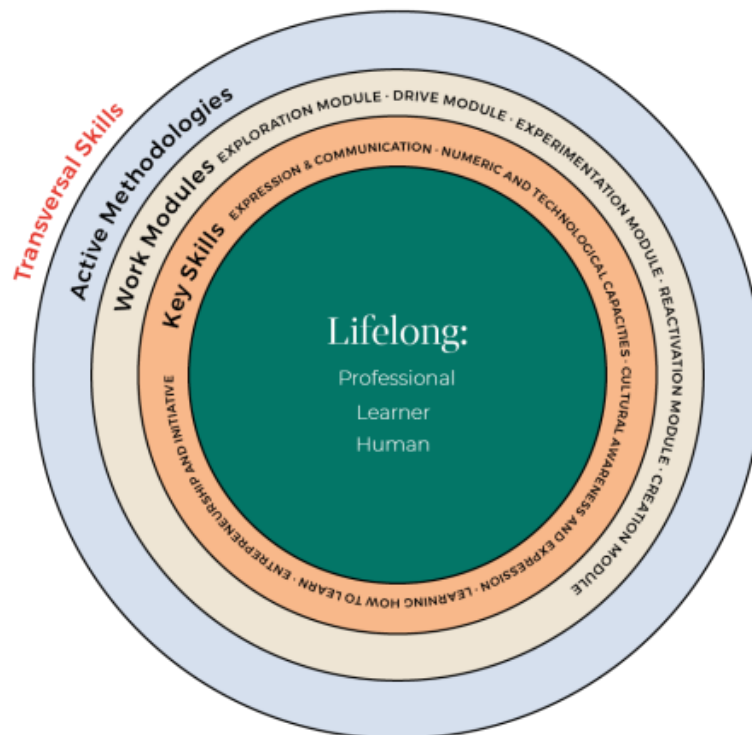 Transversal Skills
Active Methodologies
Work Modules EXPLORATION MODULE · DRIVE MODULE · EXPERIMENTATION MODULE · REACTIVATION MODULE · CREATION MODULE
Key Skills EXPRESSION & COMMUNICATION · NUMERIC AND TECHNOLOGICAL CAPACITIES · CULTURAL AWARENESS AND EXPRESSION · LEARNING HOW TO LEARN · ENTREPRENEURSHIP AND INITIATIVE
Lifelong:
Professional
Learner
Human